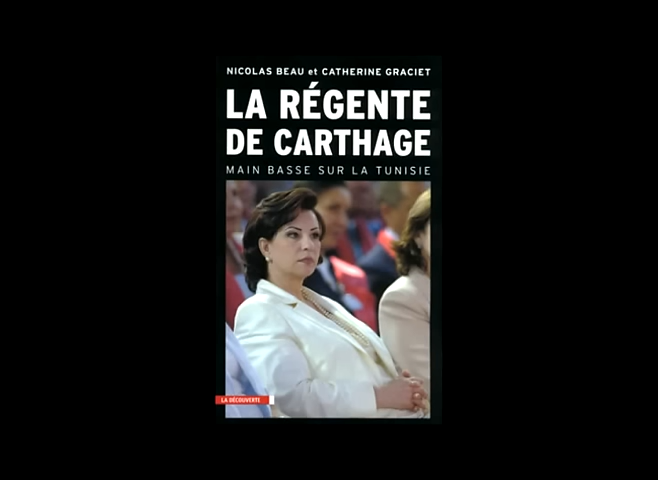 NICOLAS BEAU et CATHERINE GRACIET
LA RÉGENTE
DE CARTHAGE
MAIN BASSE SUR LA TUNISIE
LA DÉCOUVERTE